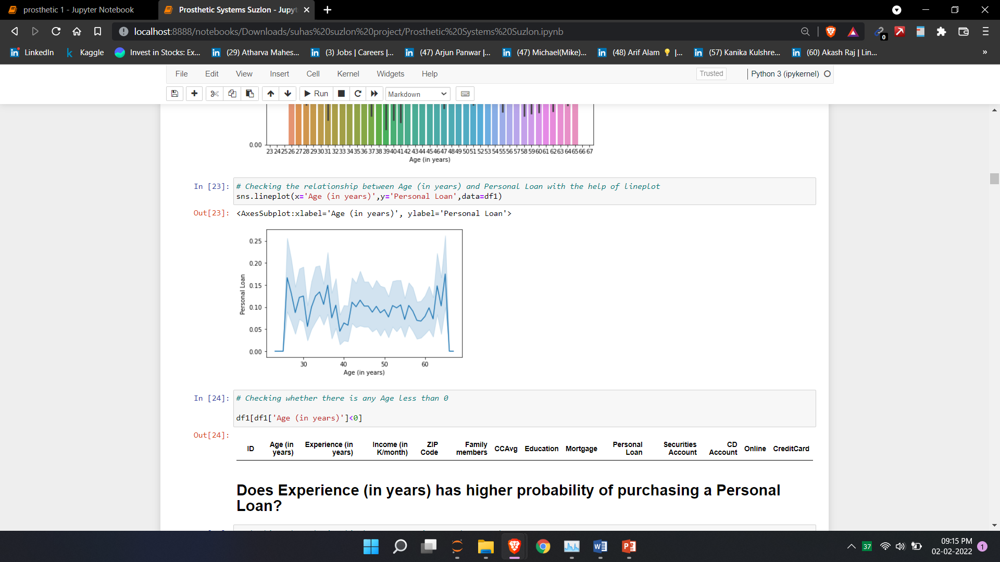 prosthetic 1 - Jupyter Notebook
Prosthetic Systems Suzlon - Jupyt
localhost:8888/notebooks/Downloads/suhas%20suzlon%20project/Prosthetic%20Systems%20Suzlon.ipynb
0
LinkedIn
Kaggle
Invest in Stocks: Ex...
(29) Atharva Mahes...
(3) Jobs | Careers |...
(47) Arjun Panwar |...
(47) Michael(Mike)...
(48) Arif Alam 💡 |...
(57) Kanika Kulshre...
(60) Akash Raj | Lin...
»
File Edit View Insert Cell Kernel Widgets Help
Trusted
Python 3 (ipykernel)
Run
Markdown
0.00
23 24 25 26 27 28 29 30 31 32 33 34 35 36 37 38 39 40 41 42 43 44 45 46 47 48 49 50 51 52 53 54 55 56 57 58 59 60 61 62 63 64 65 66 67
Age (in years)
In [23]:
# Checking the relationship between Age (in years) and Personal Loan with the help of lineplot
sns.lineplot(x='Age (in years)',y='Personal Loan',data=df1)
Out[23]:
<AxesSubplot:xlabel='Age (in years)', ylabel='Personal Loan'>
0.25
0.20
0.15
0.10
0.05
0.00
Personal Loan
30 40 50 60
Age (in years)
In [24]:
# Checking whether there is any Age less than 0
df1[df1['Age (in years)']<0]
Out[24]:
ID Age (in years) Experience (in years) Income (in K/month) ZIP Code Family members CCAvg Education Mortgage Personal Loan Securities Account CD Account Online CreditCard
Does Experience (in years) has higher probability of purchasing a Personal
Loan?
37
09:15 PM
02-02-2022
1